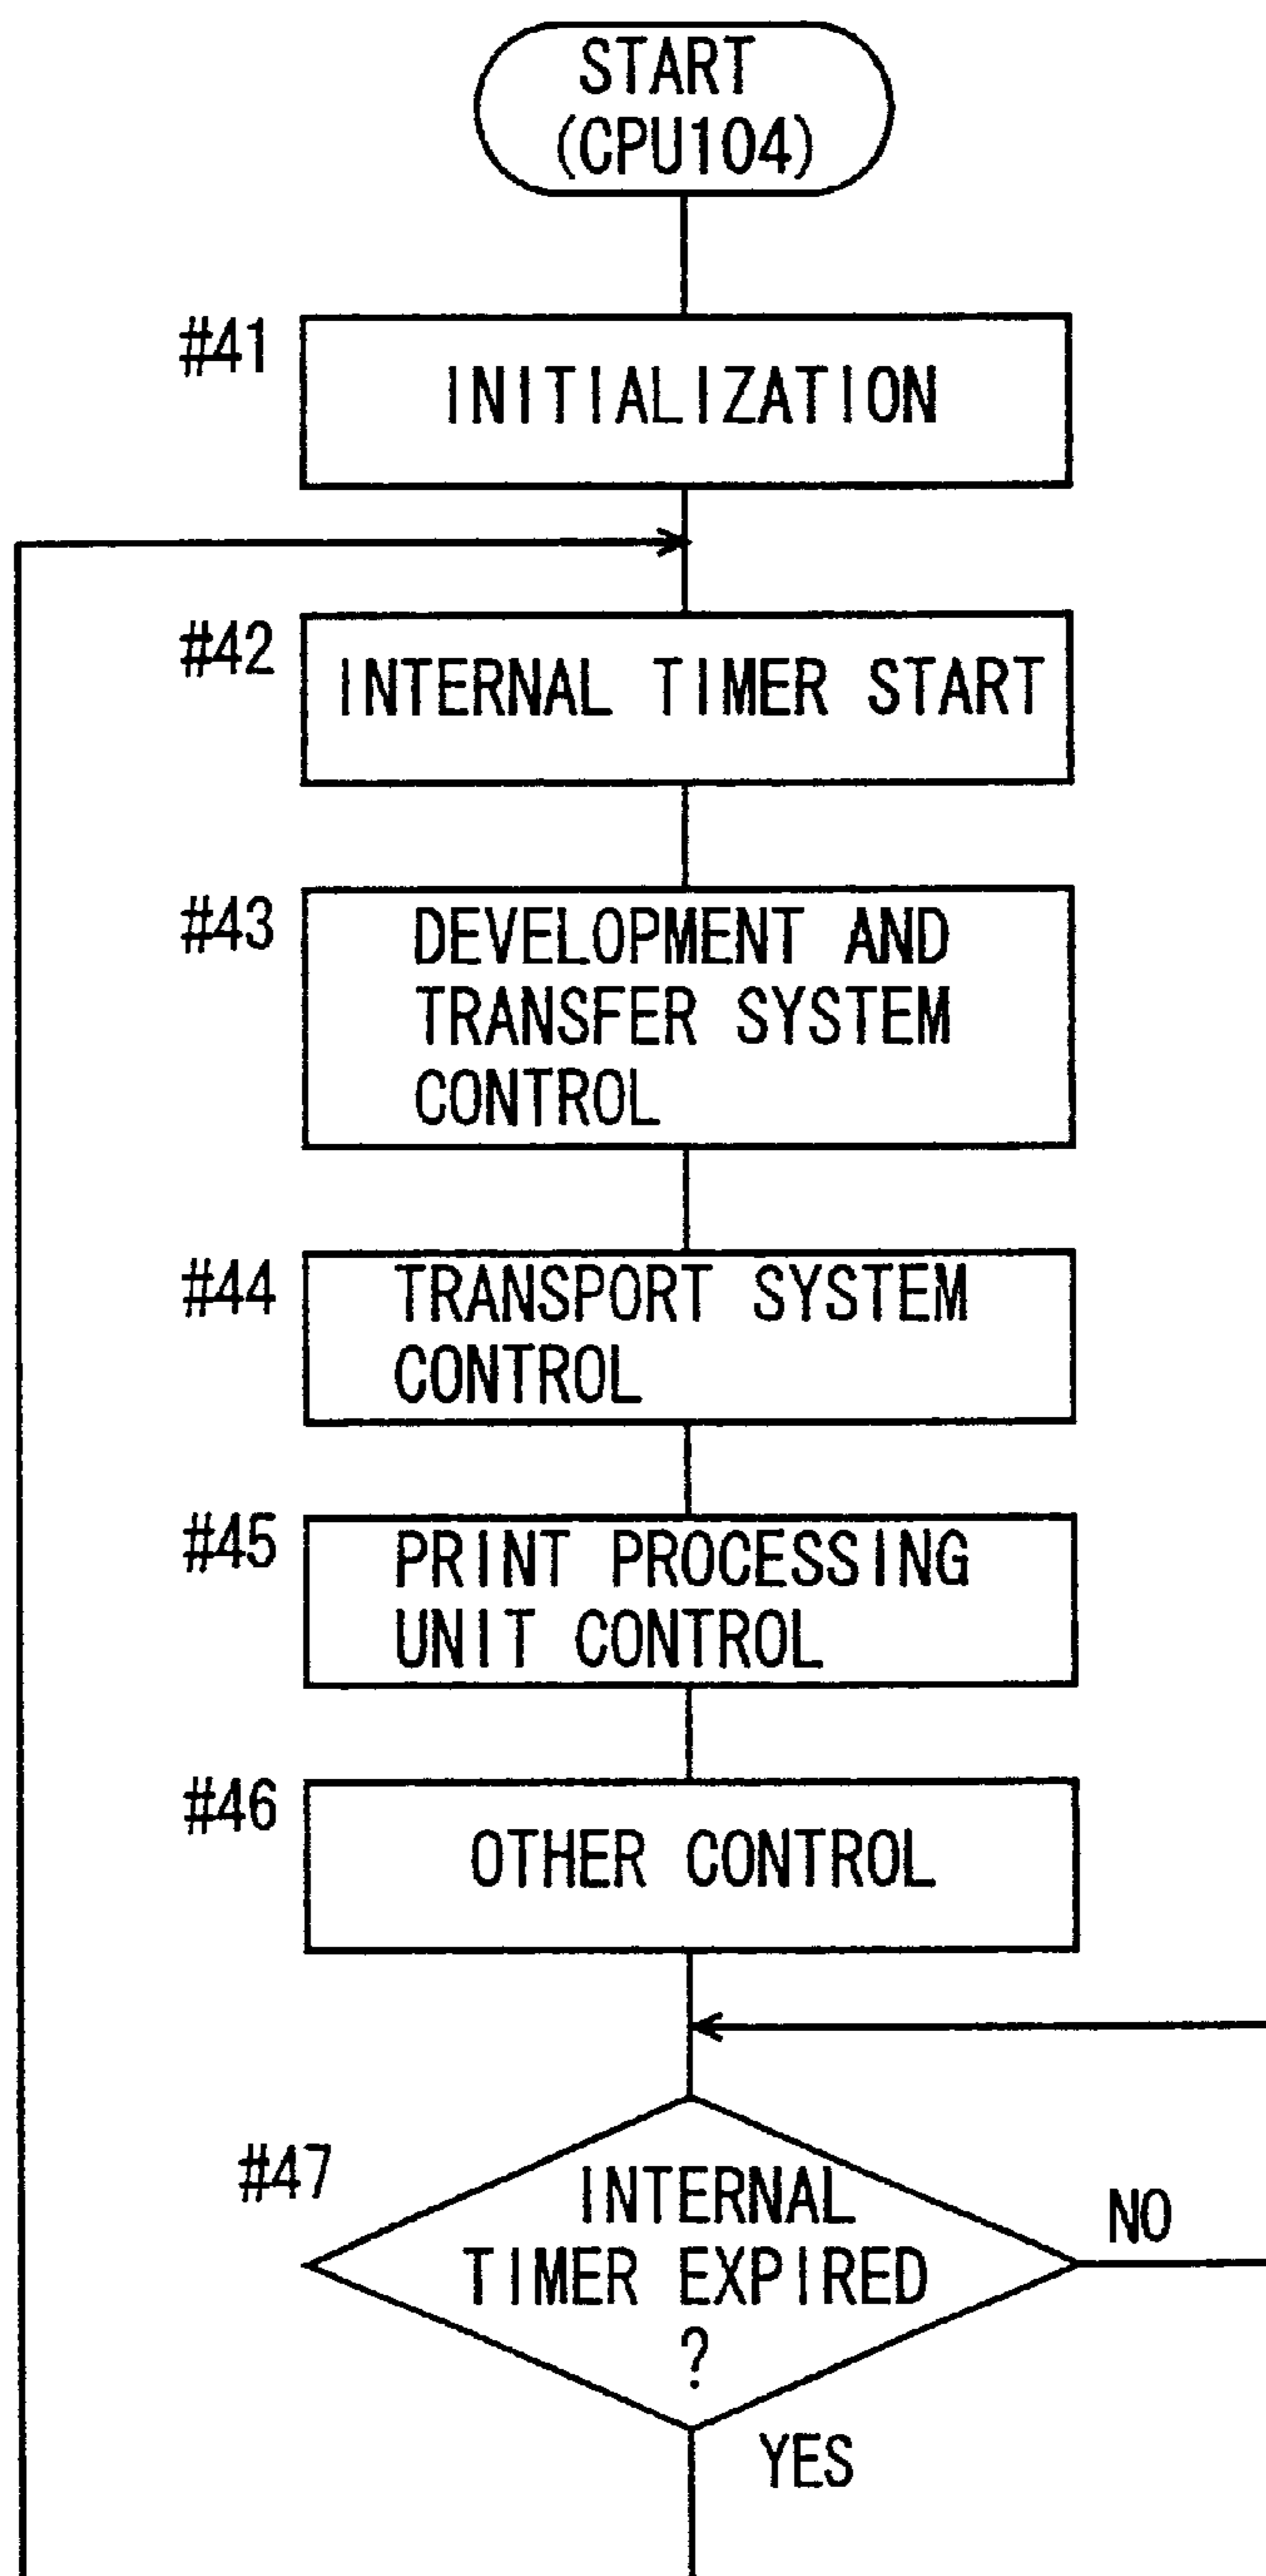 START
(CPU104)
#41
INITIALIZATION
#42
INTERNAL TIMER START
#43
DEVELOPMENT AND
TRANSFER SYSTEM
CONTROL
#44
TRANSPORT SYSTEM
CONTROL
#45
PRINT PROCESSING
UNIT CONTROL
#46
OTHER CONTROL
#47
INTERNAL
TIMER EXPIRED
?
NO
YES